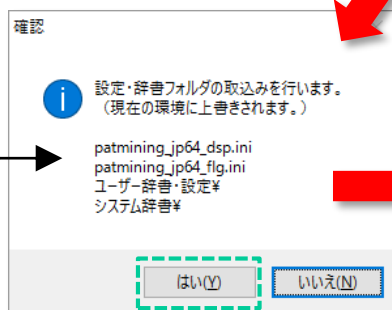 確認
設定・辞書フォルダの取込みを行います。
（現在の環境に上書きされます。）
patmining_jp64_dsp.ini
patmining_jp64_flg.ini
ユーザー辞書・設定¥
システム辞書¥
はい(Y)
いいえ(N)